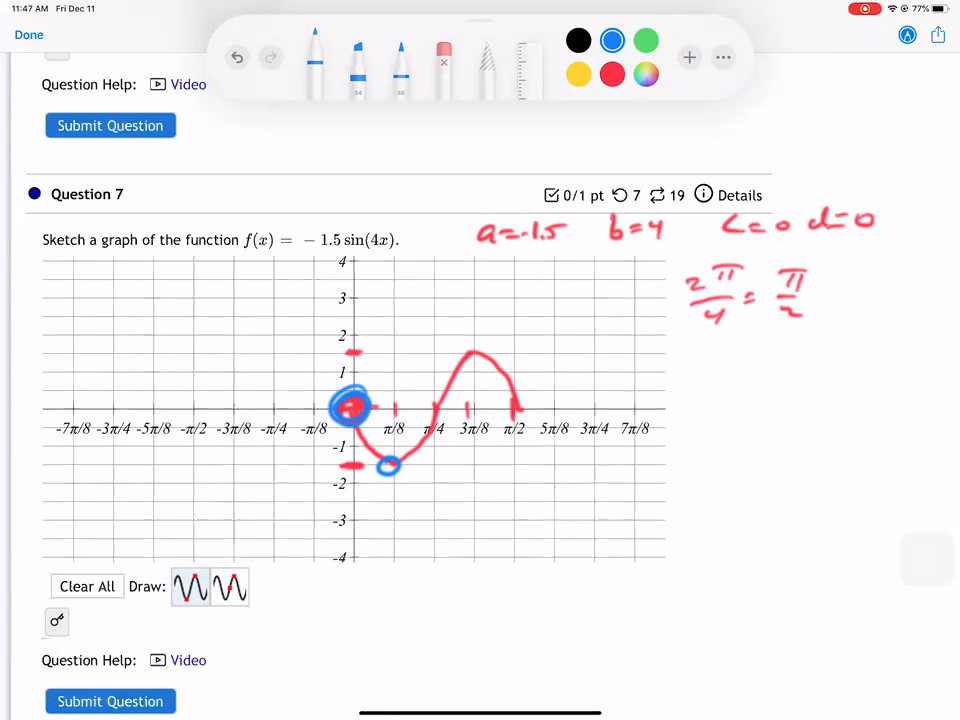 11:47 AM Fri Dec 11
77%
Done
34
50
Question Help: Video
Submit Question
Question 7
0/1 pt 7 19 Details
a=-1.5 b=4 c=0 d=0
Sketch a graph of the function f(x) = − 1.5 sin(4x).
2π/4 = π/2
4
3
2
1
-7π/8 -3π/4 -5π/8 -π/2 -3π/8 -π/4 -π/8 π/8 π/4 3π/8 π/2 5π/8 3π/4 7π/8
-1
-2
-3
-4
Clear All Draw:
Question Help: Video
Submit Question